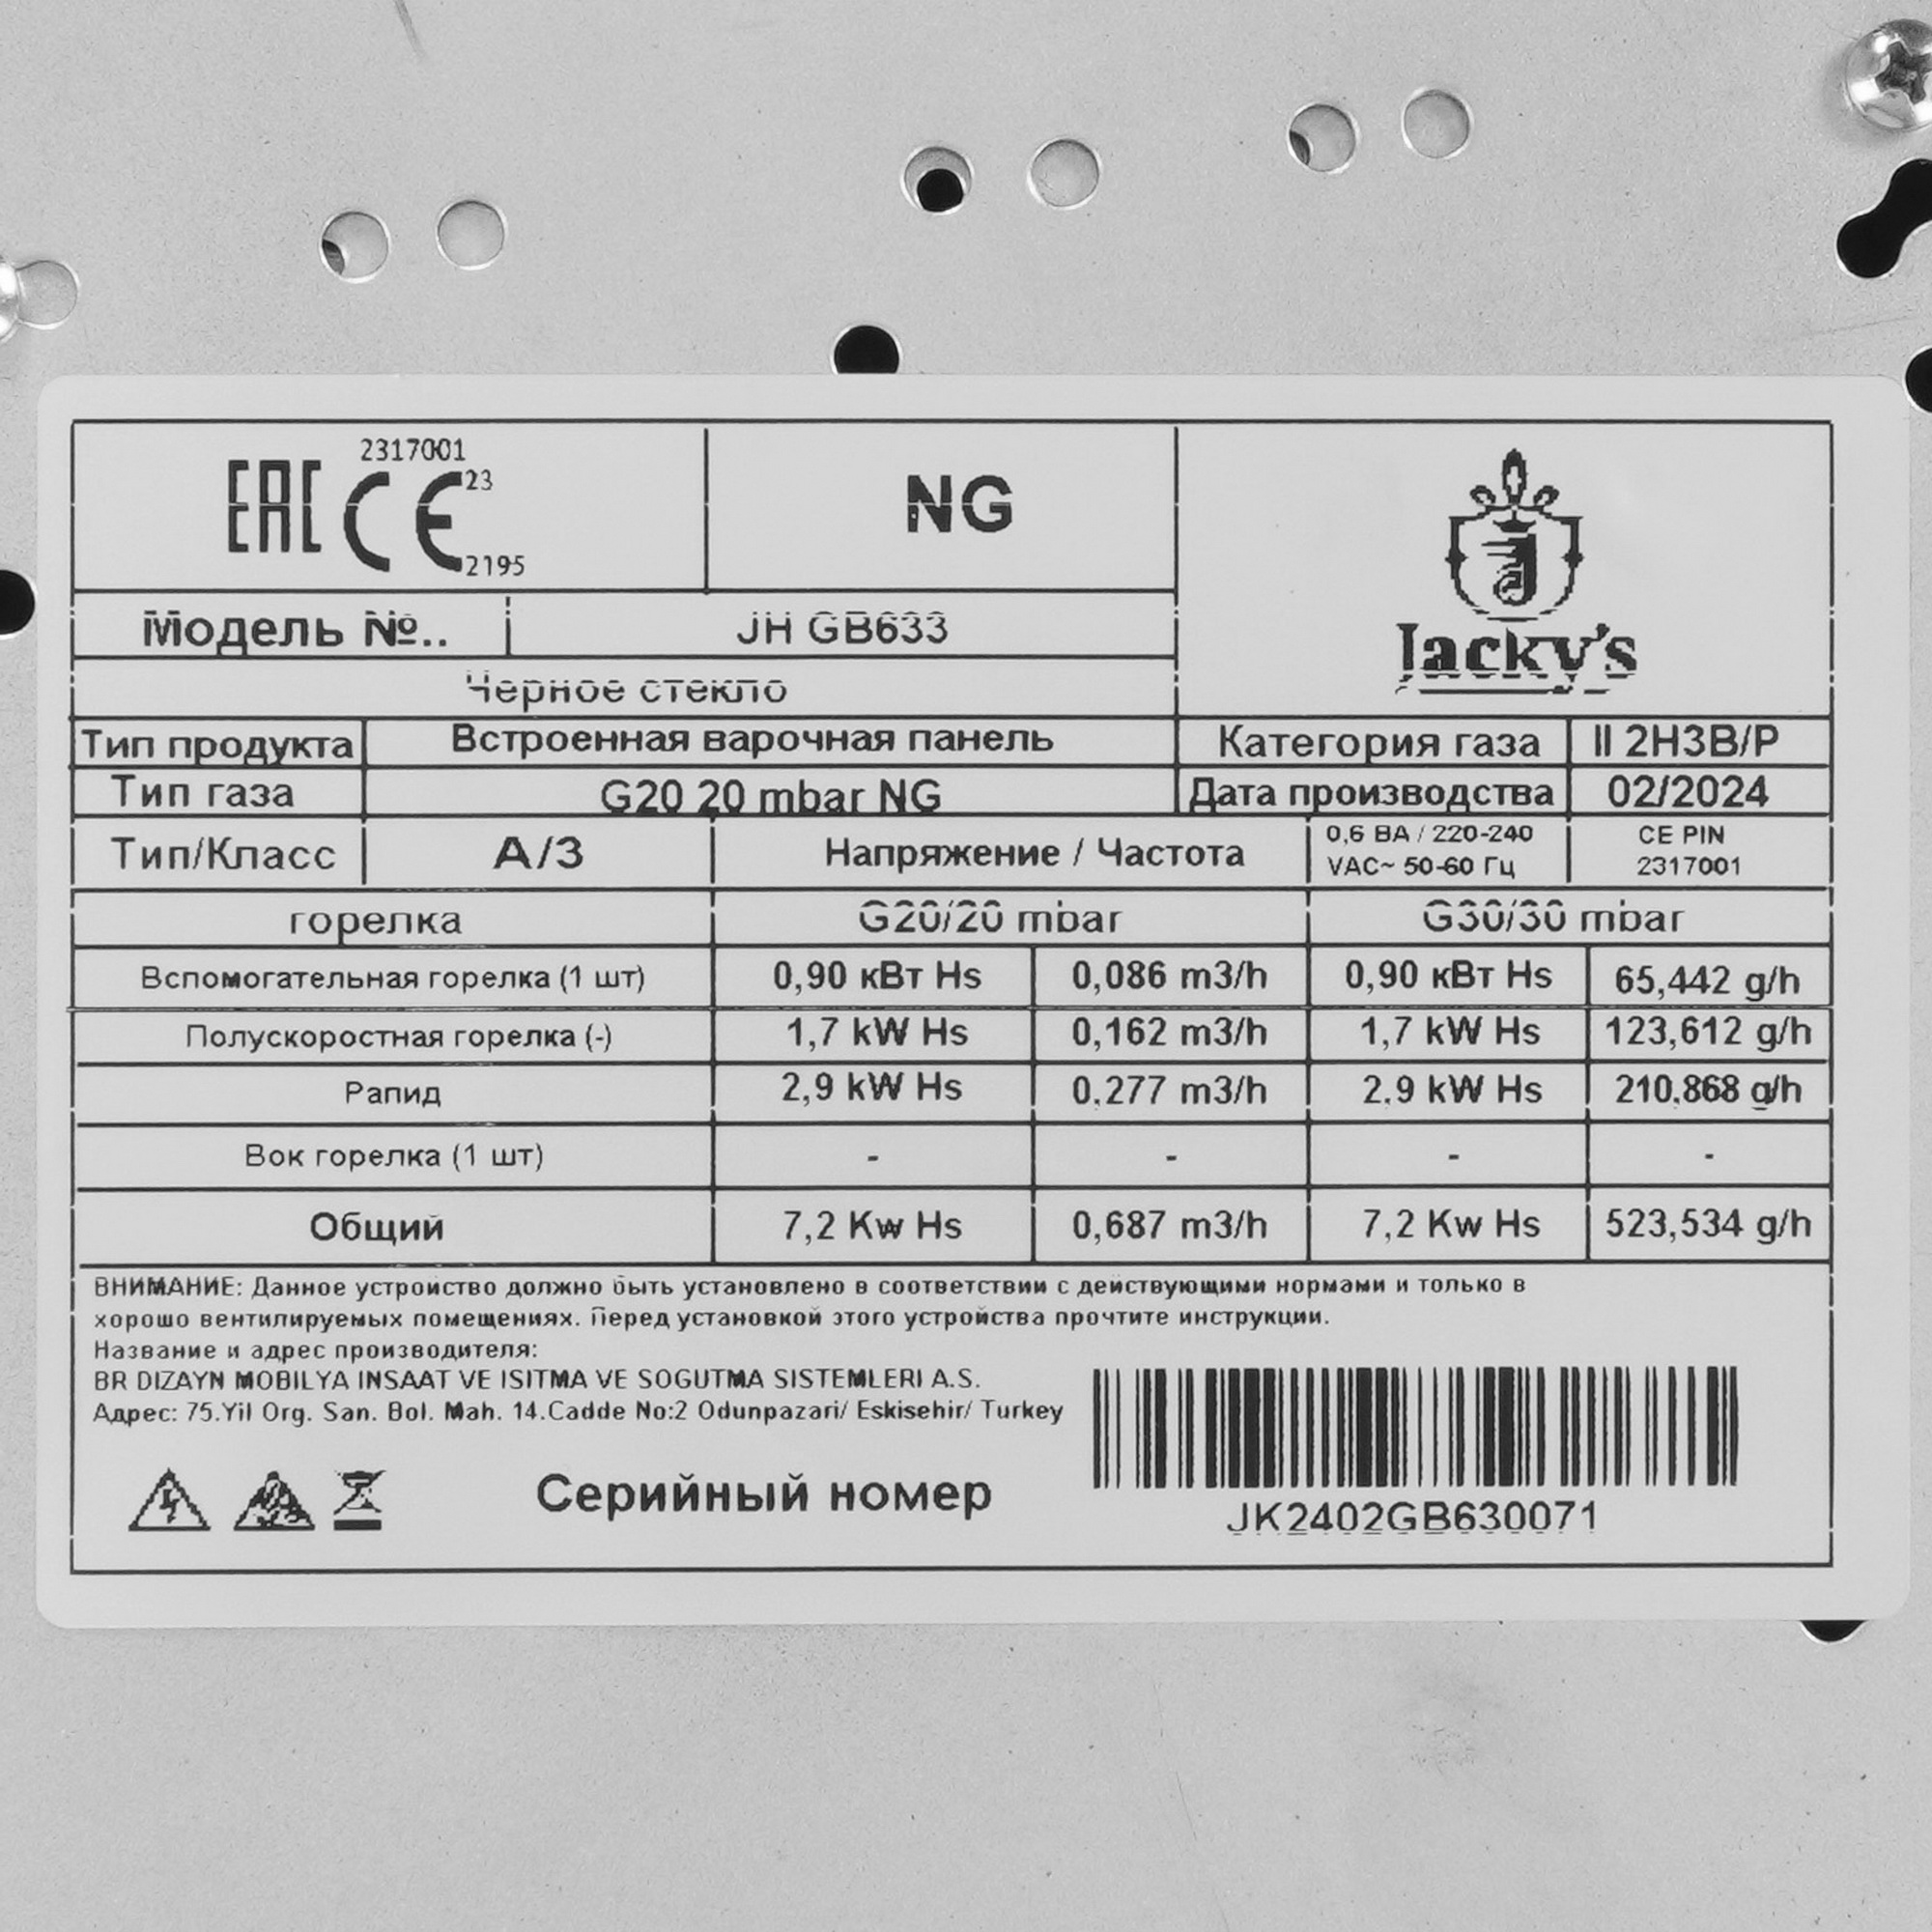 2317001
EAC CE 23
2195
NG
Jacky's
Модель №..
JH GB633
Черное стекло
Тип продукта
Встроенная варочная панель
Категория газа
II 2H3B/P
Тип газа
G20 20 mbar NG
Дата производства
02/2024
Тип/Класс
A/3
Напряжение / Частота
0,6 ВА / 220-240
VAC~ 50-60 Гц
CE PIN
2317001
горелка
G20/20 mbar
G30/30 mbar
Вспомогательная горелка (1 шт)
0,90 кВт Hs
0,086 m3/h
0,90 кВт Hs
65,442 g/h
Полускоростная горелка (-)
1,7 kW Hs
0,162 m3/h
1,7 kW Hs
123,612 g/h
Рапид
2,9 kW Hs
0.277 m3/h
2.9 kW Hs
210.868 g/h
Вок горелка (1 шт)
-
-
-
-
Общий
7,2 Kw Hs
0,687 m3/h
7,2 Kw Hs
523,534 g/h
ВНИМАНИЕ: Данное устройство должно быть установлено в соответствии с действующими нормами и только в
хорошо вентилируемых помещениях. Перед установкой этого устройства прочтите инструкции.
Название и адрес производителя:
BR DIZAYN MOBILYA INSAAT VE ISITMA VE SOGUTMA SISTEMLERI A.S.
Адрес: 75.Yil Org. San. Bol. Mah. 14.Cadde No:2 Odunpazari/ Eskisehir/ Turkey
Серийный номер
JK2402GB630071